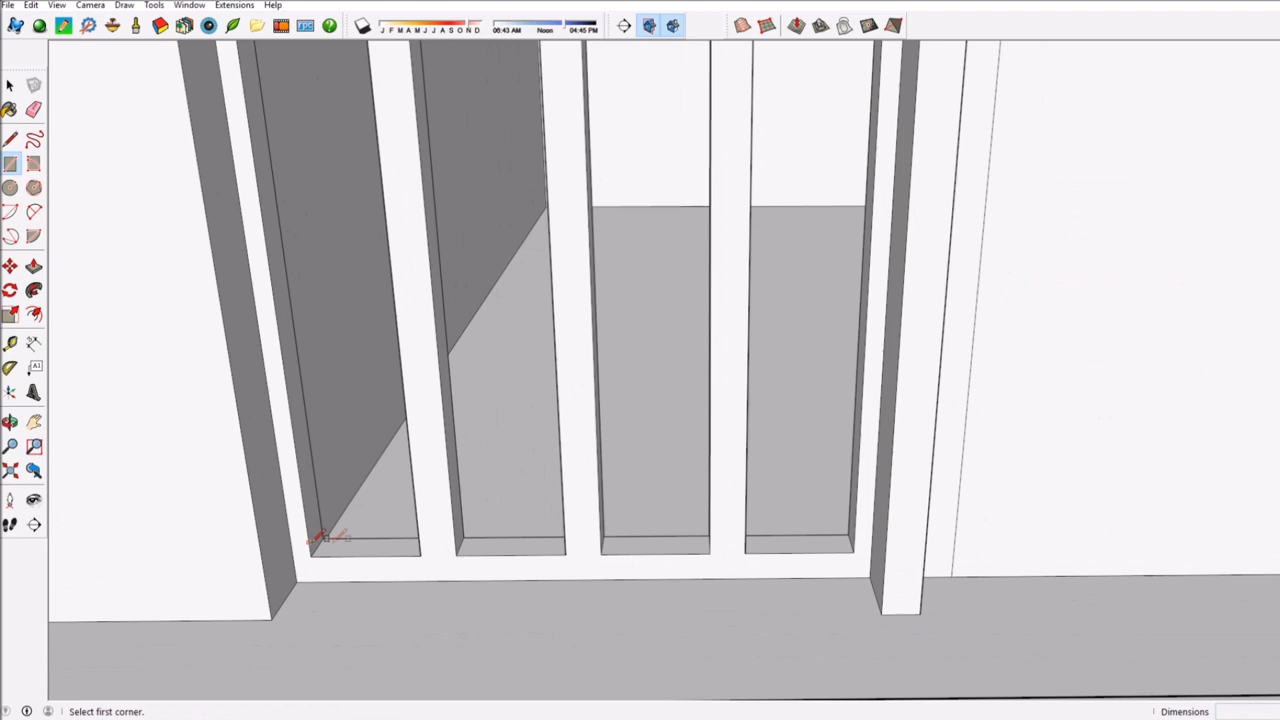 File Edit View Camera Draw Tools Window Extensions Help
J F M A M J J A S O N D 06:43 AM Noon 04:45 PM
A1
Select first corner. Dimensions